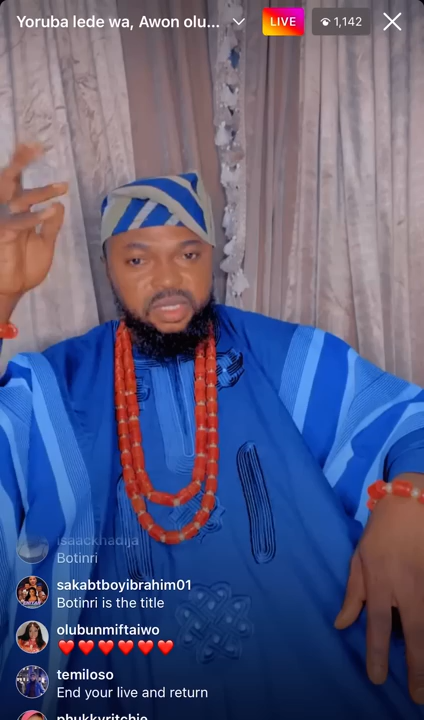 Yoruba lede wa, Awon olu...
LIVE
1,142
isaackhadija
Botinri
sakabtboyibrahim01
Botinri is the title
olubunmiftaiwo
temiloso
End your live and return
phukkyritchie